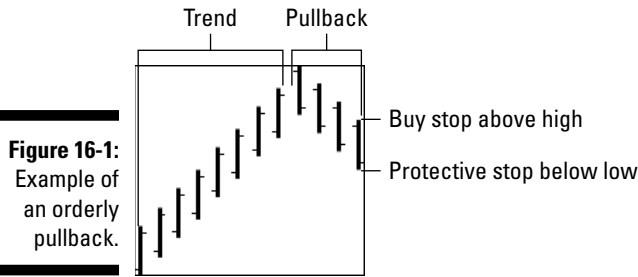 Trend Pullback
Buy stop above high
Protective stop below low
Figure 16-1:
Example of
an orderly
pullback.